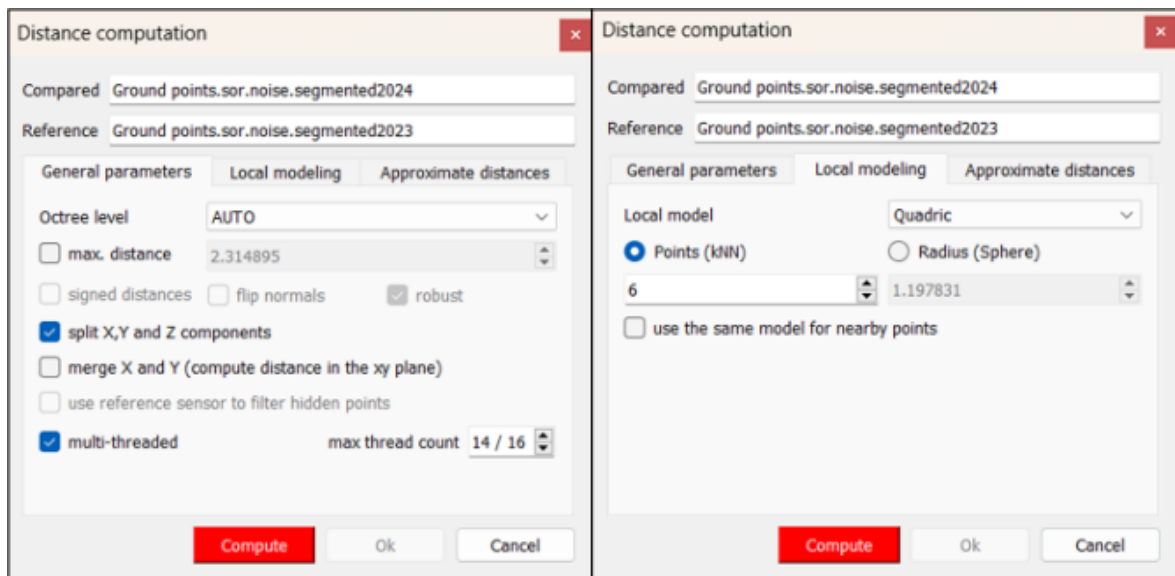 Distance computation
×
Compared Ground points.sor.noise.segmented2024
Reference Ground points.sor.noise.segmented2023
General parameters Local modeling Approximate distances
Octree level AUTO
max. distance 2.314895
signed distances flip normals robust
split X,Y and Z components
merge X and Y (compute distance in the xy plane)
use reference sensor to filter hidden points
multi-threaded max thread count 14 / 16
Compute Ok Cancel
Distance computation
×
Compared Ground points.sor.noise.segmented2024
Reference Ground points.sor.noise.segmented2023
General parameters Local modeling Approximate distances
Local model Quadric
Points (kNN) Radius (Sphere)
6 1.197831
use the same model for nearby points
Compute Ok Cancel